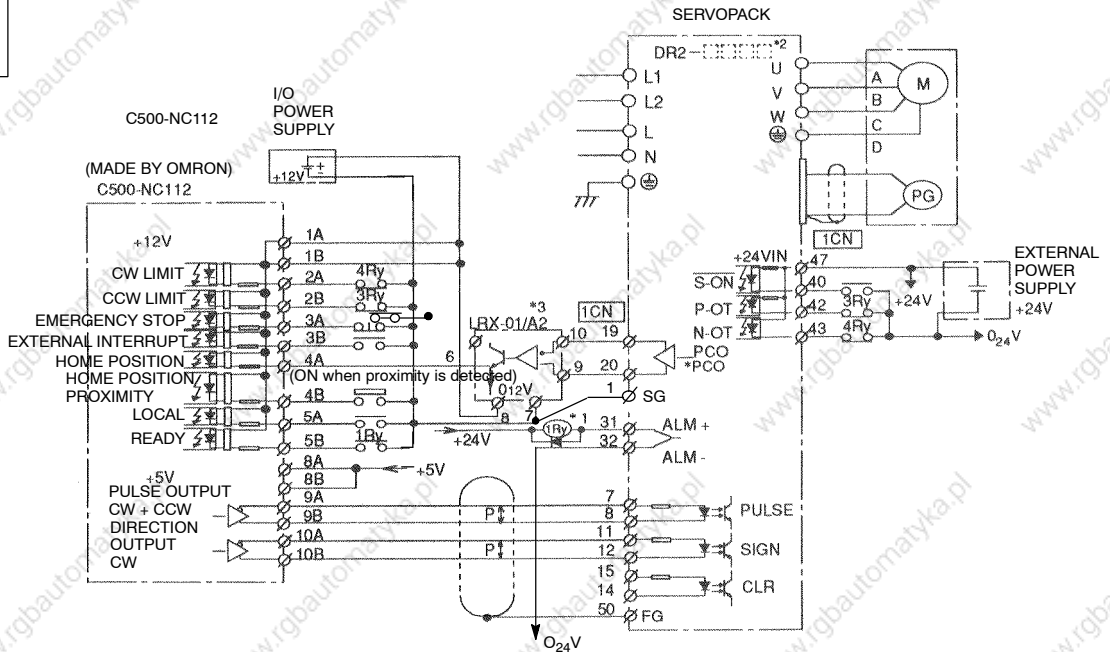 SERVOPACK
DR2 *2
L1
L2
L
N
U
V
W
A
B
C
D
M
PG
1CN
C500-NC112
I/O
POWER
SUPPLY
+12V
(MADE BY OMRON)
C500-NC112
+12V
CW LIMIT
CCW LIMIT
EMERGENCY STOP
EXTERNAL INTERRUPT
HOME POSITION
HOME POSITION
PROXIMITY
LOCAL
READY
+5V
PULSE OUTPUT
CW + CCW
DIRECTION
OUTPUT
CW
1A
1B
2A
2B
3A
3B
4A
4B
5A
5B
8A
8B
9A
9B
10A
10B
4Ry
3Ry
(ON when proximity is detected)
1Ry
+5V
*3
LRX-01/A2
6
10
9
8
7
012V
+24V
1Ry
*1
P
P
024V
1CN
19
20
1
31
32
7
8
11
12
15
14
50
PCO
*PCO
SG
ALM +
ALM -
PULSE
SIGN
CLR
FG
+24VIN
S-ON
P-OT
N-OT
47
40
42
43
3Ry
4Ry
+24V
EXTERNAL
POWER
SUPPLY
+24V
024V
www.rgbautomatyka.pl